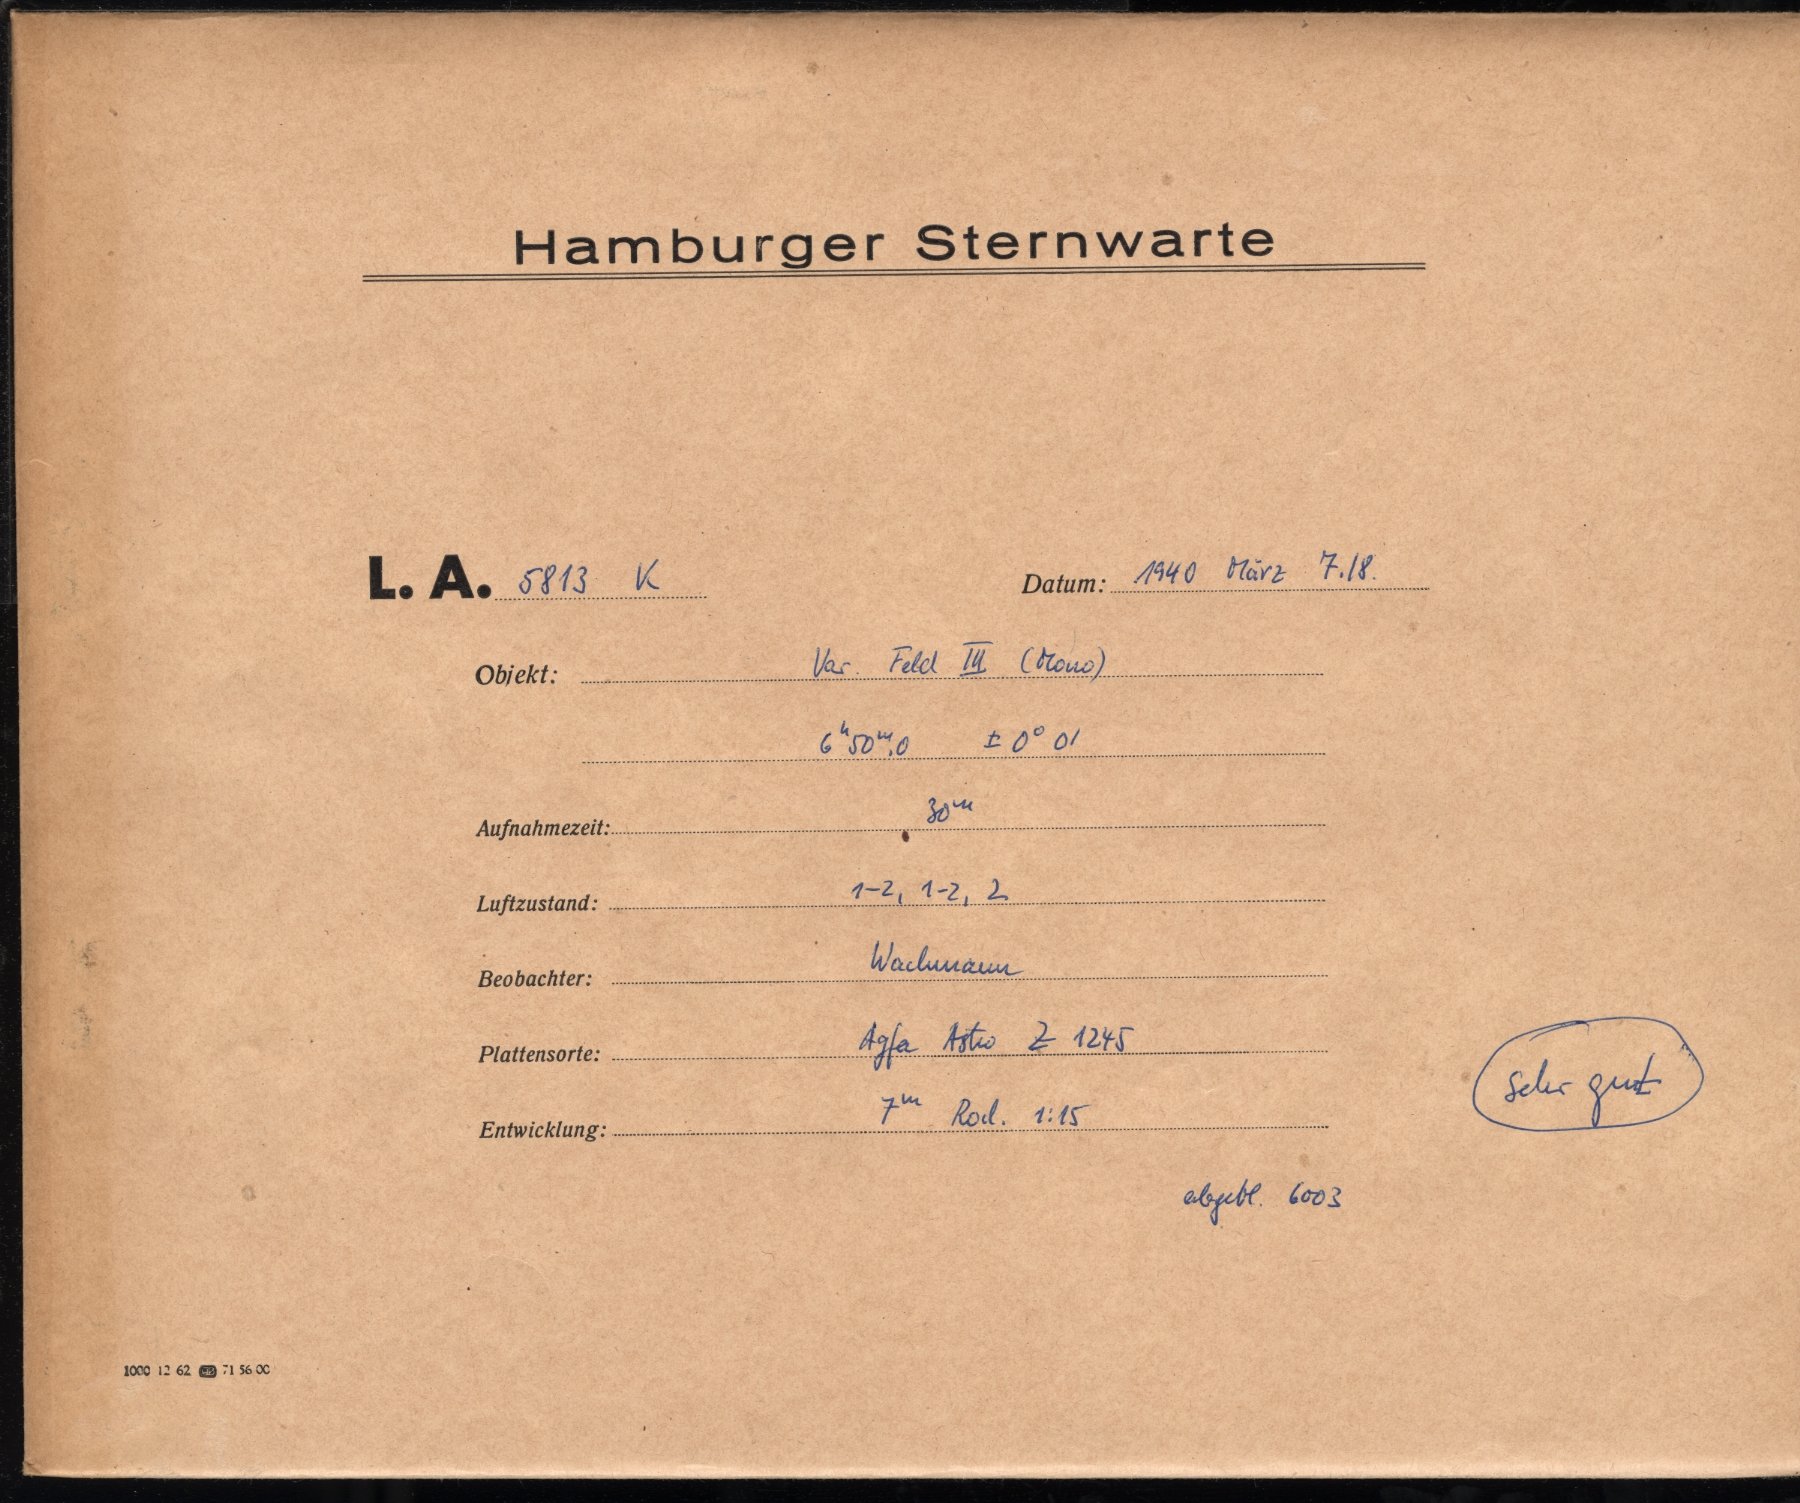 Hamburger Sternwarte
L. A. 5813 K Datum: 1940 März 7./8.
Objekt: Var. Feld III (Mono)
6ʰ50ᵐ.0 ± 0° 0'
Aufnahmezeit: 30ᵐ
Luftzustand: 1-2, 1-2, 2
Beobachter: Wachmann
Plattensorte: Agfa Astro Z 1245
sehr gut
Entwicklung: 7ᵐ Rod. 1:15
abgebl. 6003
1000 12 62 71 56 00